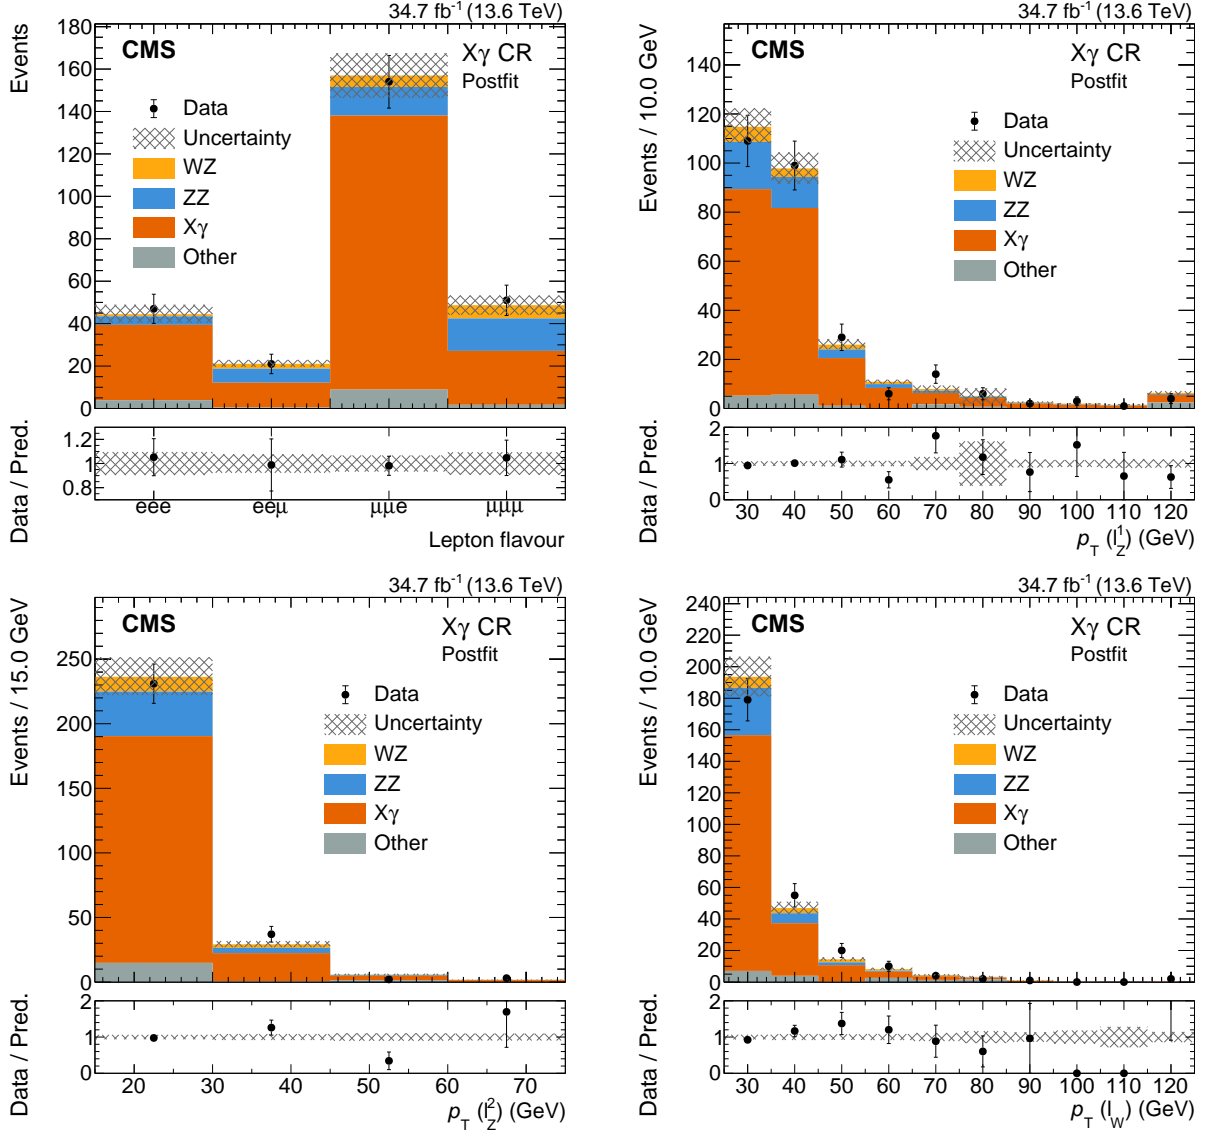 34.7 fb⁻¹ (13.6 TeV)
Events
CMS
Xγ CR
Postfit
Data
Uncertainty
WZ
ZZ
Xγ
Other
180
160
140
120
100
80
60
40
20
0
Data / Pred.
1.2
1
0.8
eee eeμ μμe μμμ
Lepton flavour
34.7 fb⁻¹ (13.6 TeV)
Events / 10.0 GeV
CMS
Xγ CR
Postfit
Data
Uncertainty
WZ
ZZ
Xγ
Other
140
120
100
80
60
40
20
0
Data / Pred.
2
1
0
30 40 50 60 70 80 90 100 110 120
p_T (l_Z^1) (GeV)
34.7 fb⁻¹ (13.6 TeV)
Events / 15.0 GeV
CMS
Xγ CR
Postfit
Data
Uncertainty
WZ
ZZ
Xγ
Other
250
200
150
100
50
0
Data / Pred.
2
1
0
20 30 40 50 60 70
p_T (l_Z^2) (GeV)
34.7 fb⁻¹ (13.6 TeV)
Events / 10.0 GeV
CMS
Xγ CR
Postfit
Data
Uncertainty
WZ
ZZ
Xγ
Other
240
220
200
180
160
140
120
100
80
60
40
20
0
Data / Pred.
2
1
0
30 40 50 60 70 80 90 100 110 120
p_T (l_W) (GeV)